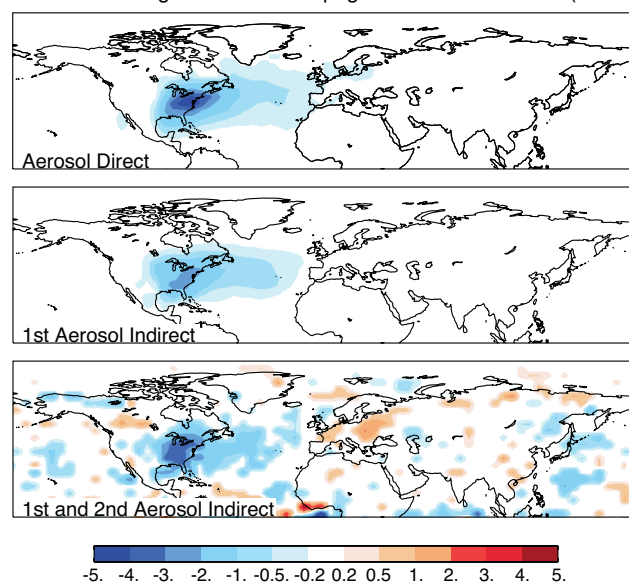 Aerosol Direct
1st Aerosol Indirect
1st and 2nd Aerosol Indirect
-5. -4. -3. -2. -1. -0.5. -0.2 0.2 0.5 1. 2. 3. 4. 5.